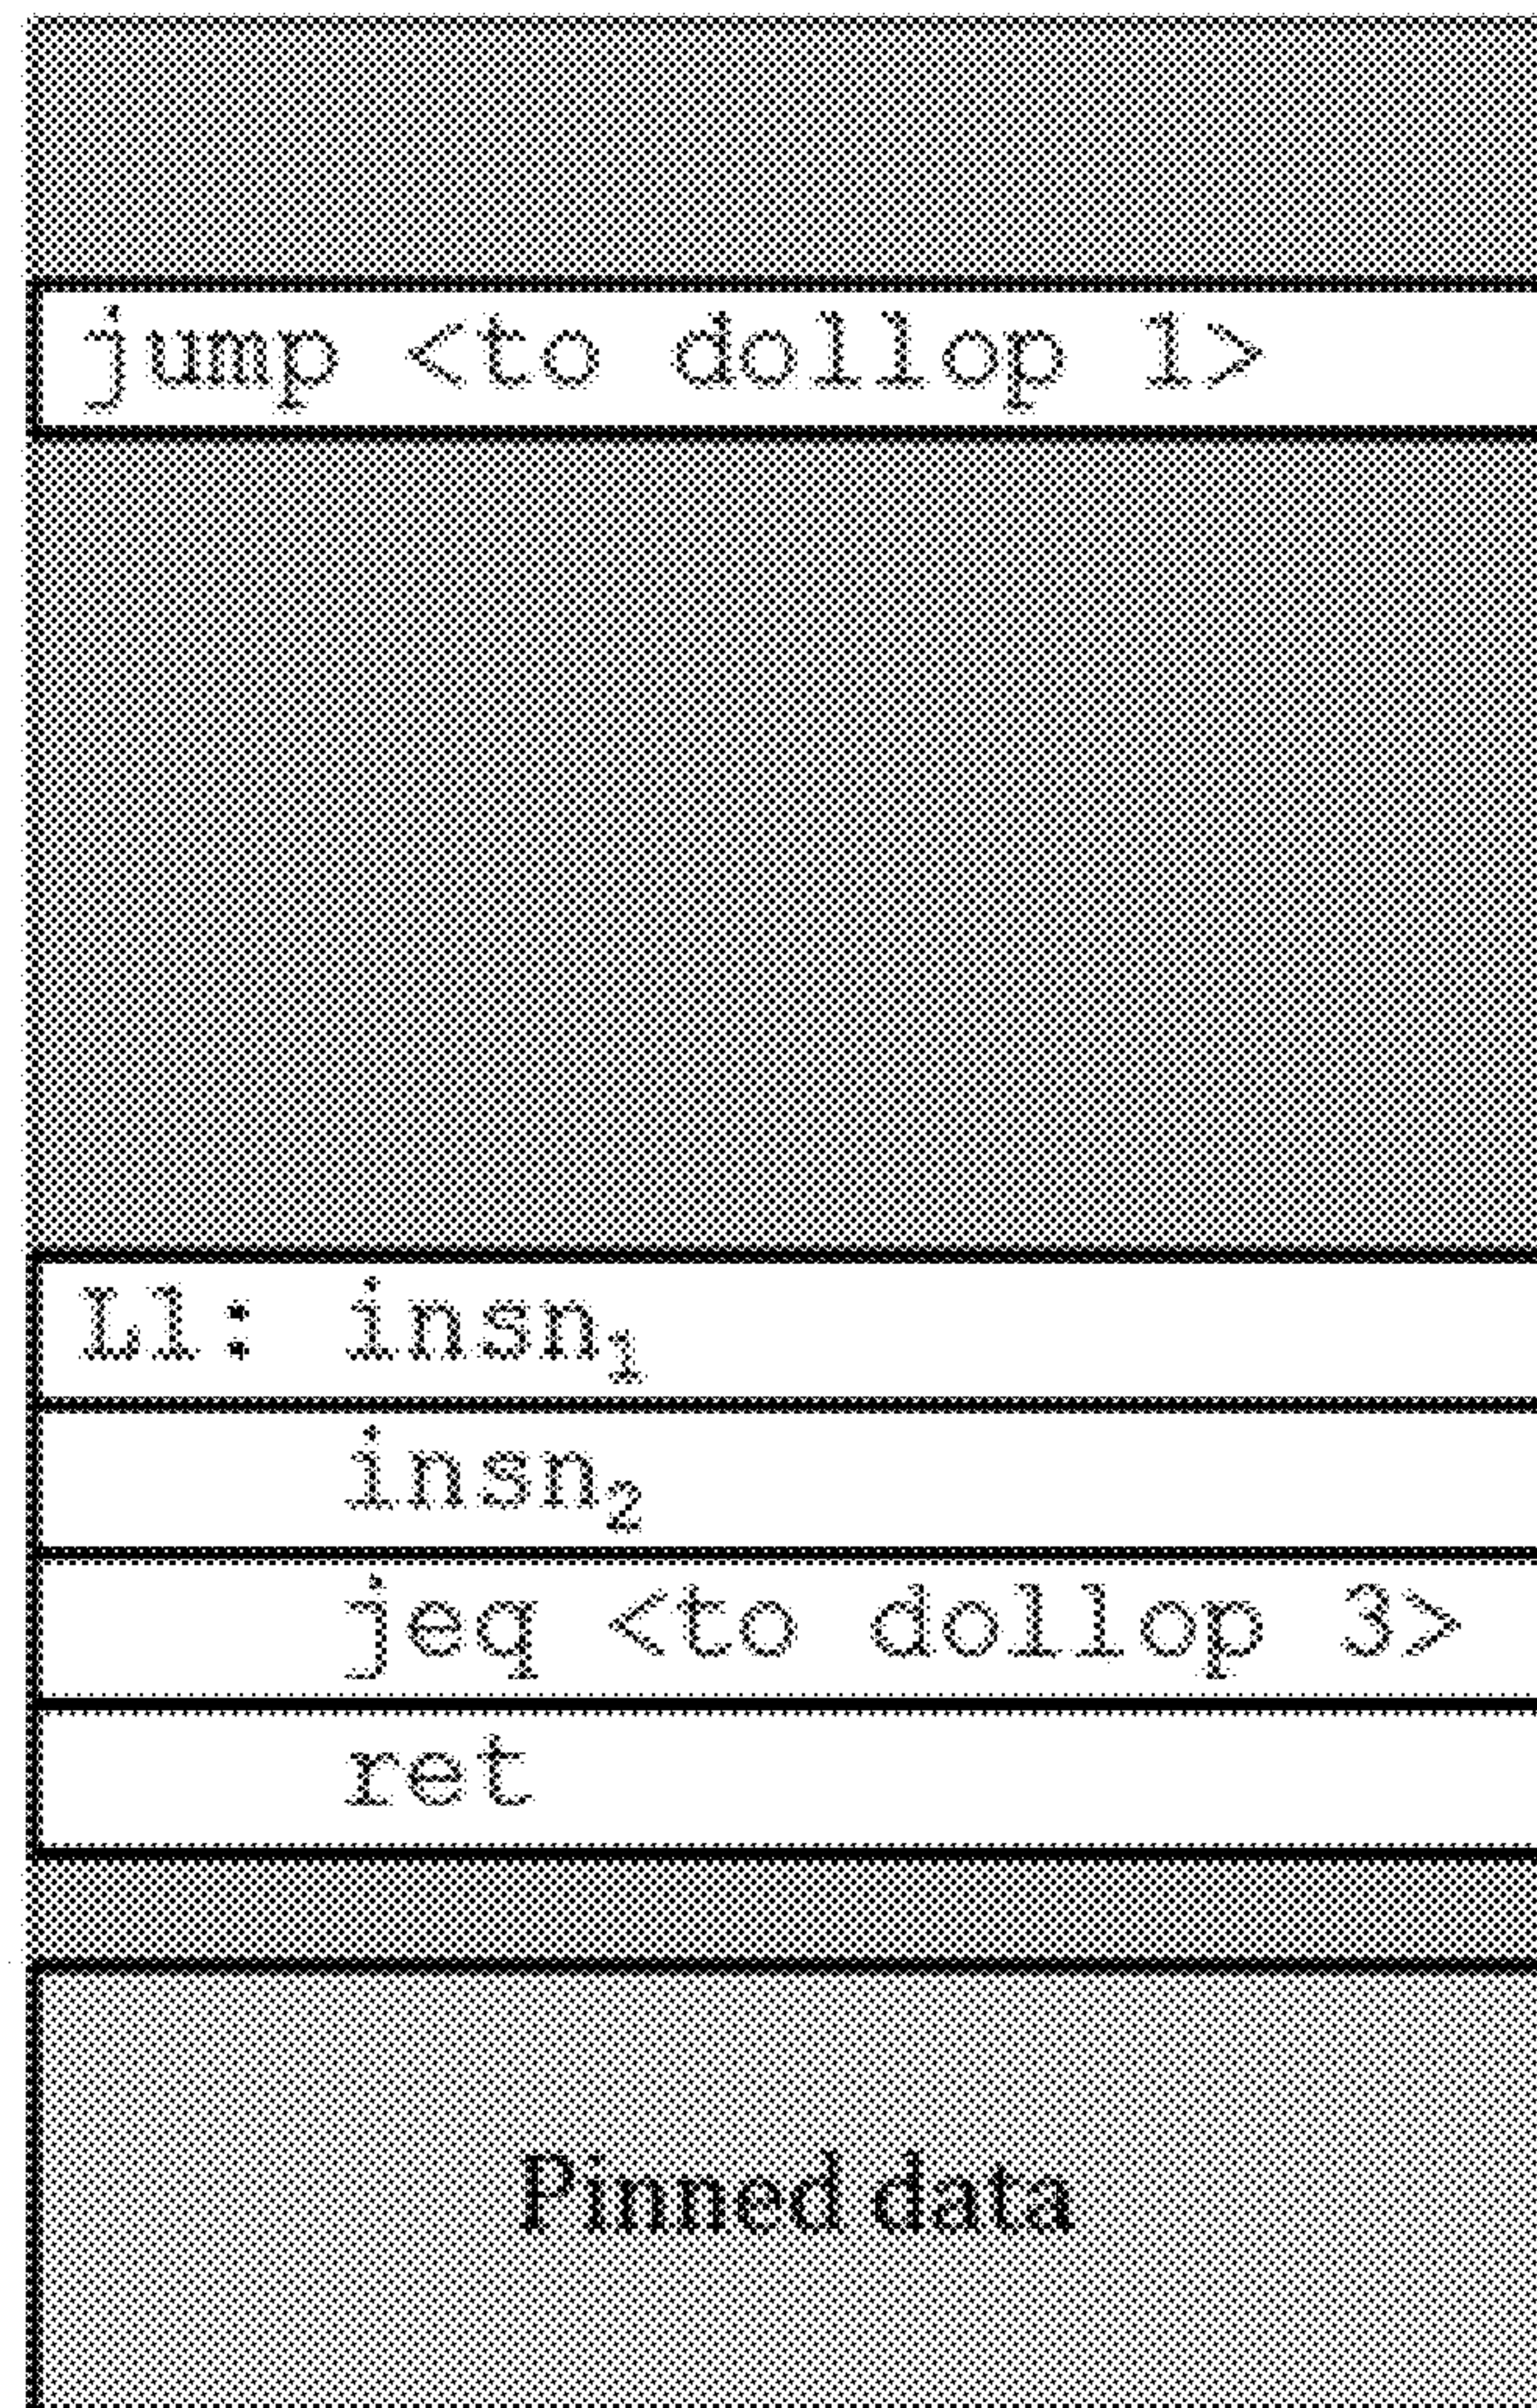 jump <to dollop 1>
L1: insn₁
insn₂
jeq <to dollop 3>
ret
Pinned data